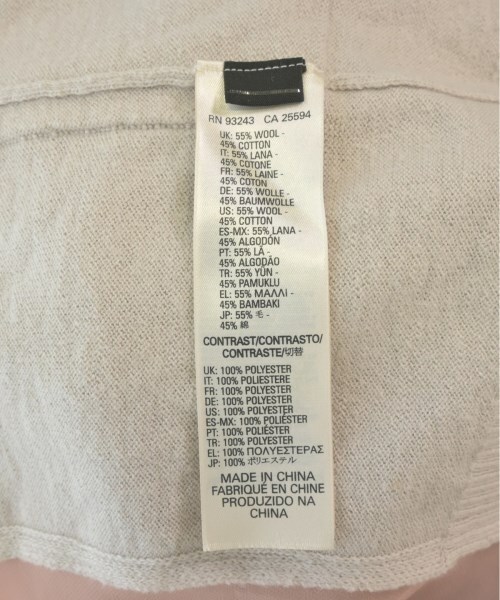 RN 93243 CA 25594
UK: 55% WOOL -
45% COTTON
IT: 55% LANA -
45% COTONE
FR: 55% LAINE -
45% COTON
DE: 55% WOLLE -
45% BAUMWOLLE
US: 55% WOOL -
45% COTTON
ES-MX: 55% LANA -
45% ALGODÓN
PT: 55% LÃ -
45% ALGODÃO
TR: 55% YÜN -
45% PAMUKLU
EL: 55% ΜΑΛΛΙ -
45% ΒΑΜΒΑΚΙ
JP: 55% 毛 -
45% 綿
CONTRAST/CONTRASTO/
CONTRASTE/切替
UK: 100% POLYESTER
IT: 100% POLIESTERE
FR: 100% POLYESTER
DE: 100% POLYESTER
US: 100% POLYESTER
ES-MX: 100% POLIÉSTER
PT: 100% POLIÉSTER
TR: 100% POLYESTER
EL: 100% ΠΟΛΥΕΣΤΕΡΑΣ
JP: 100% ポリエステル
MADE IN CHINA
FABRIQUÉ EN CHINE
PRODUZIDO NA
CHINA